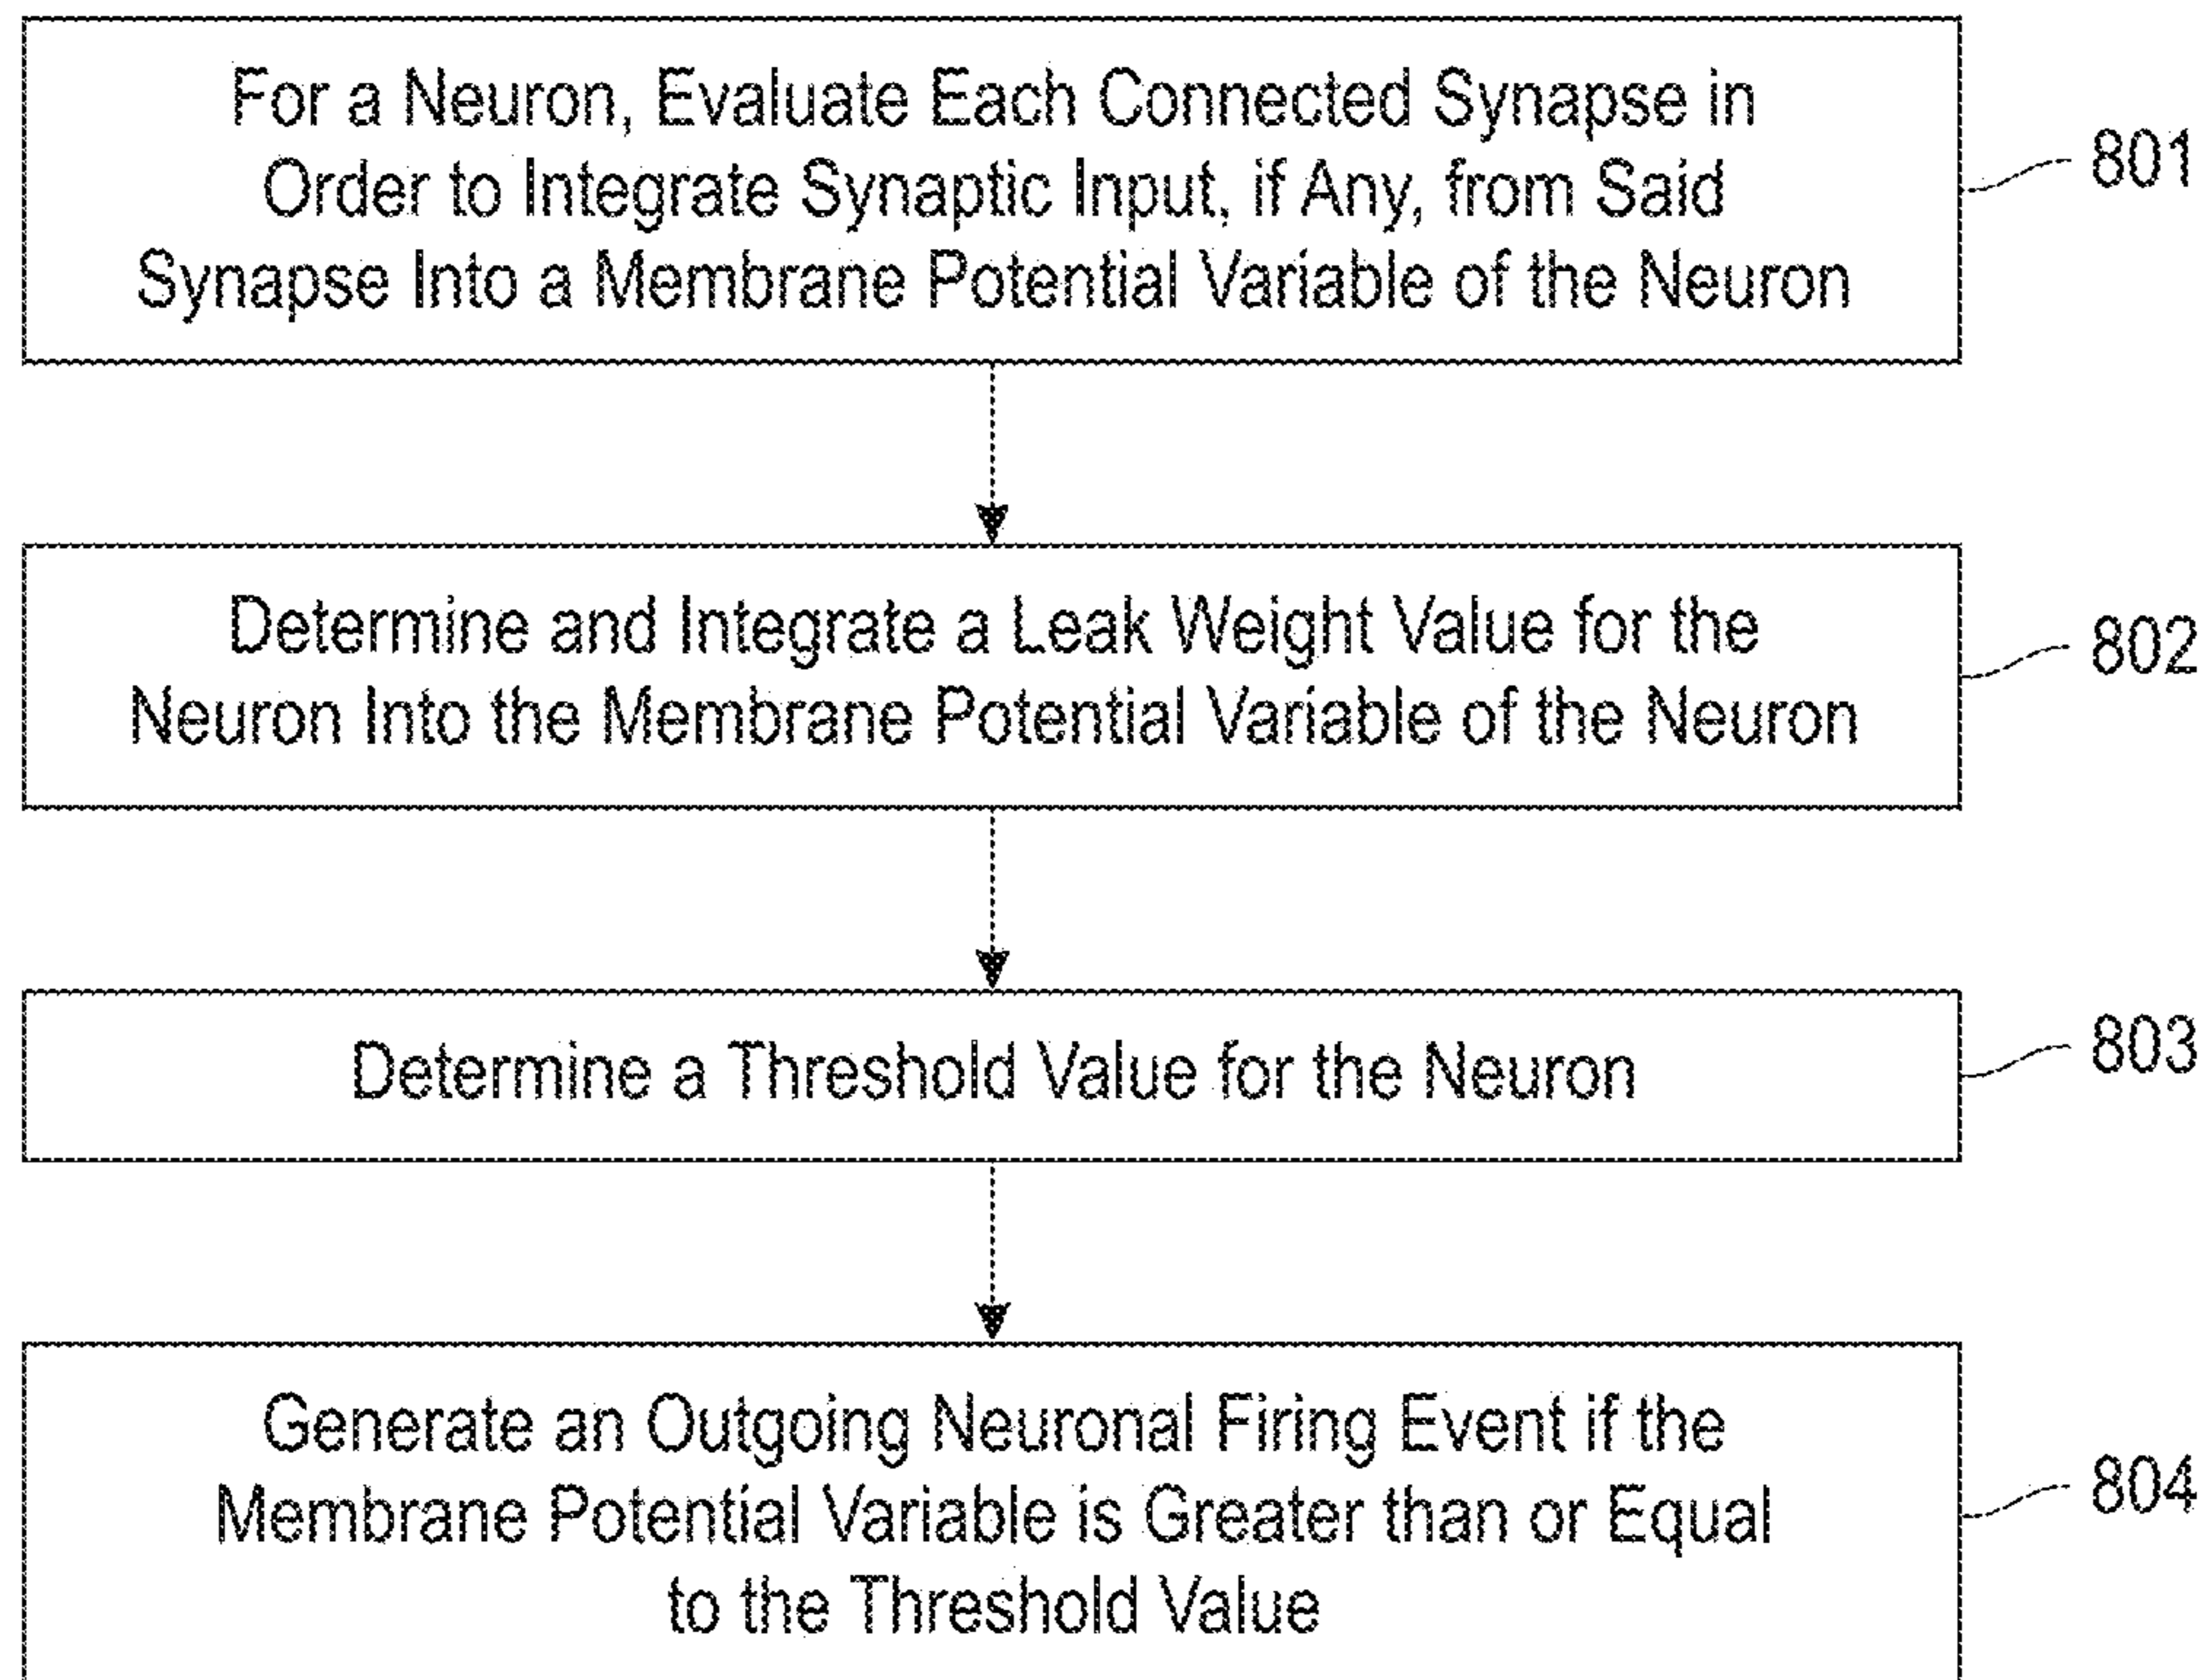 For a Neuron, Evaluate Each Connected Synapse in
Order to Integrate Synaptic Input, if Any, from Said
Synapse Into a Membrane Potential Variable of the Neuron
801
Determine and Integrate a Leak Weight Value for the
Neuron Into the Membrane Potential Variable of the Neuron
802
Determine a Threshold Value for the Neuron
803
Generate an Outgoing Neuronal Firing Event if the
Membrane Potential Variable is Greater than or Equal
to the Threshold Value
804